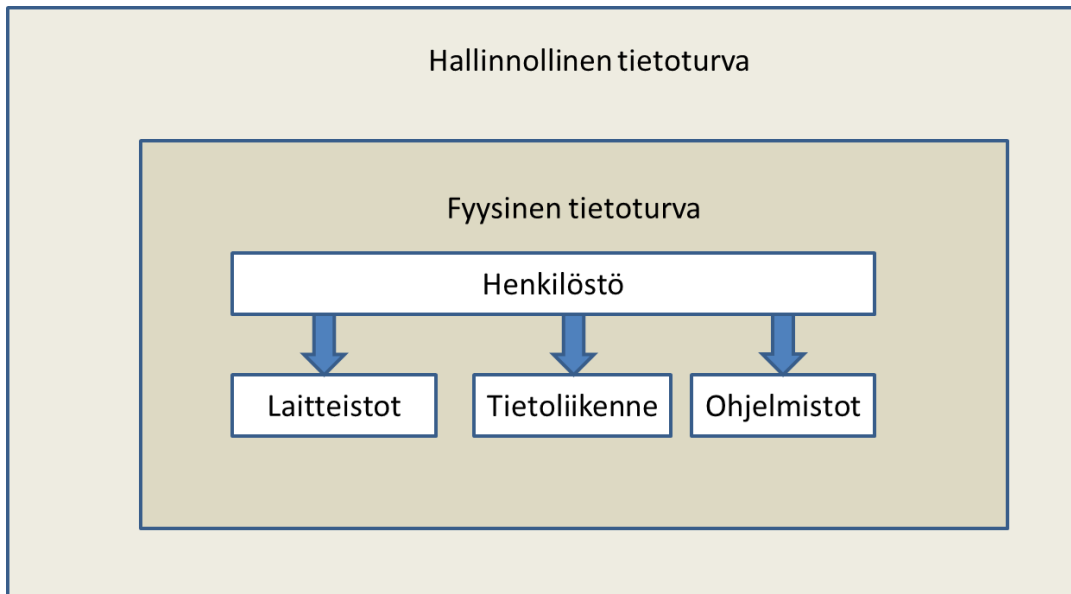 Hallinnollinen tietoturva
Fyysinen tietoturva
Henkilöstö
Laitteistot
Tietoliikenne
Ohjelmistot